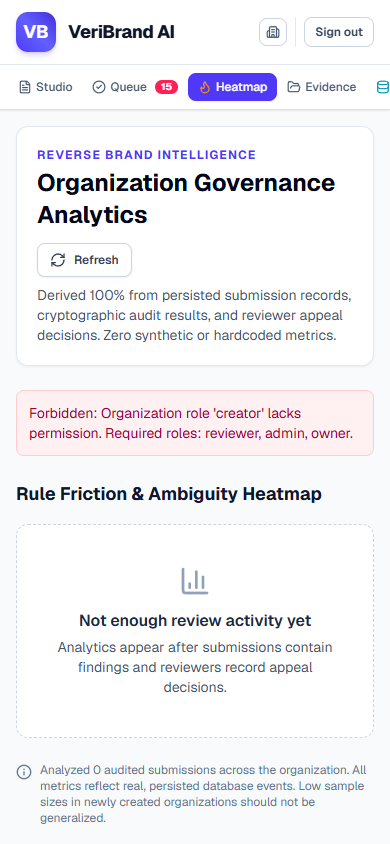 VB VeriBrand AI Sign out
Studio Queue 15 Heatmap Evidence
REVERSE BRAND INTELLIGENCE
Organization Governance
Analytics
Refresh
Derived 100% from persisted submission records,
cryptographic audit results, and reviewer appeal
decisions. Zero synthetic or hardcoded metrics.
Forbidden: Organization role 'creator' lacks
permission. Required roles: reviewer, admin, owner.
Rule Friction & Ambiguity Heatmap
Not enough review activity yet
Analytics appear after submissions contain
findings and reviewers record appeal
decisions.
Analyzed 0 audited submissions across the organization. All
metrics reflect real, persisted database events. Low sample
sizes in newly created organizations should not be
generalized.